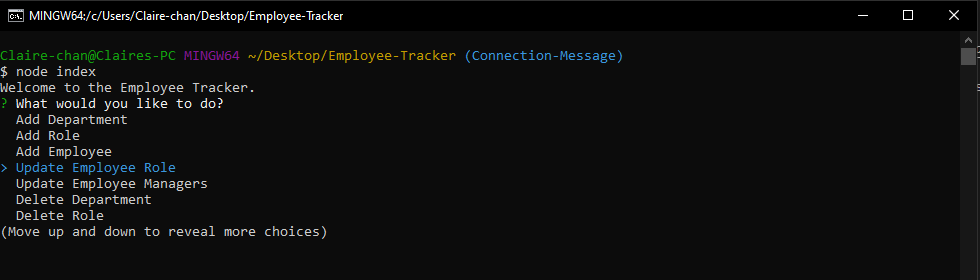 MINGW64:/c/Users/Claire-chan/Desktop/Employee-Tracker
Claire-chan@Claires-PC MINGW64 ~/Desktop/Employee-Tracker (Connection-Message)
$ node index
Welcome to the Employee Tracker.
? What would you like to do?
Add Department
Add Role
Add Employee
> Update Employee Role
Update Employee Managers
Delete Department
Delete Role
(Move up and down to reveal more choices)